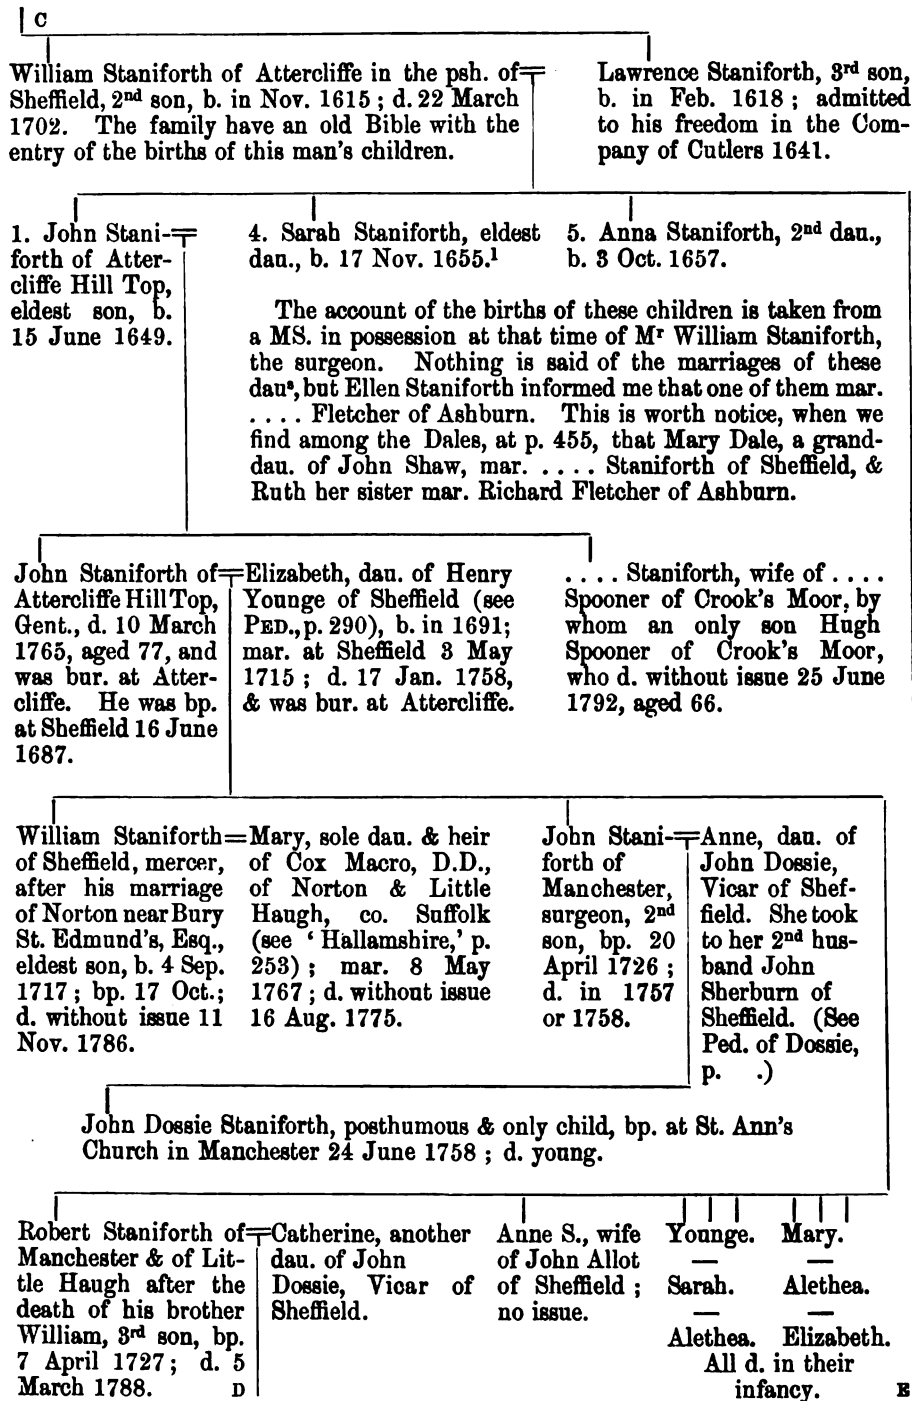 C
William Staniforth of Attercliffe in the psh. of
Sheffield, 2nd son, b. in Nov. 1615 ; d. 22 March
1702. The family have an old Bible with the
entry of the births of this man's children.
Lawrence Staniforth, 3rd son,
b. in Feb. 1618 ; admitted
to his freedom in the Com-
pany of Cutlers 1641.
1. John Stani-
forth of Atter-
cliffe Hill Top,
eldest son, b.
15 June 1649.
4. Sarah Staniforth, eldest
dau., b. 17 Nov. 1655.1
5. Anna Staniforth, 2nd dau.,
b. 3 Oct. 1657.
The account of the births of these children is taken from
a MS. in possession at that time of Mr William Staniforth,
the surgeon. Nothing is said of the marriages of these
daus, but Ellen Staniforth informed me that one of them mar.
. . . . Fletcher of Ashburn. This is worth notice, when we
find among the Dales, at p. 455, that Mary Dale, a grand-
dau. of John Shaw, mar. . . . . Staniforth of Sheffield, &
Ruth her sister mar. Richard Fletcher of Ashburn.
John Staniforth of
Attercliffe Hill Top,
Gent., d. 10 March
1765, aged 77, and
was bur. at Atter-
cliffe. He was bp.
at Sheffield 16 June
1687.
Elizabeth, dau. of Henry
Younge of Sheffield (see
PED., p. 290), b. in 1691;
mar. at Sheffield 3 May
1715 ; d. 17 Jan. 1758,
& was bur. at Attercliffe.
. . . . Staniforth, wife of . . . .
Spooner of Crook's Moor, by
whom an only son Hugh
Spooner of Crook's Moor,
who d. without issue 25 June
1792, aged 66.
William Staniforth=
of Sheffield, mercer,
after his marriage
of Norton near Bury
St. Edmund's, Esq.,
eldest son, b. 4 Sep.
1717 ; bp. 17 Oct.;
d. without issue 11
Nov. 1786.
Mary, sole dau. & heir
of Cox Macro, D.D.,
of Norton & Little
Haugh, co. Suffolk
(see ' Hallamshire,' p.
253) ; mar. 8 May
1767 ; d. without issue
16 Aug. 1775.
John Stani-
forth of
Manchester,
surgeon, 2nd
son, bp. 20
April 1726 ;
d. in 1757
or 1758.
Anne, dau. of
John Dossie,
Vicar of Shef-
field. She took
to her 2nd hus-
band John
Sherburn of
Sheffield. (See
Ped. of Dossie,
p. .)
John Dossie Staniforth, posthumous & only child, bp. at St. Ann's
Church in Manchester 24 June 1758 ; d. young.
Robert Staniforth of
Manchester & of Lit-
tle Haugh after the
death of his brother
William, 3rd son, bp.
7 April 1727 ; d. 5
March 1788. D
Catherine, another
dau. of John
Dossie, Vicar of
Sheffield.
Anne S., wife
of John Allot
of Sheffield ;
no issue.
Younge. Mary.
— —
Sarah. Alethea.
— —
Alethea. Elizabeth.
All d. in their
infancy. E